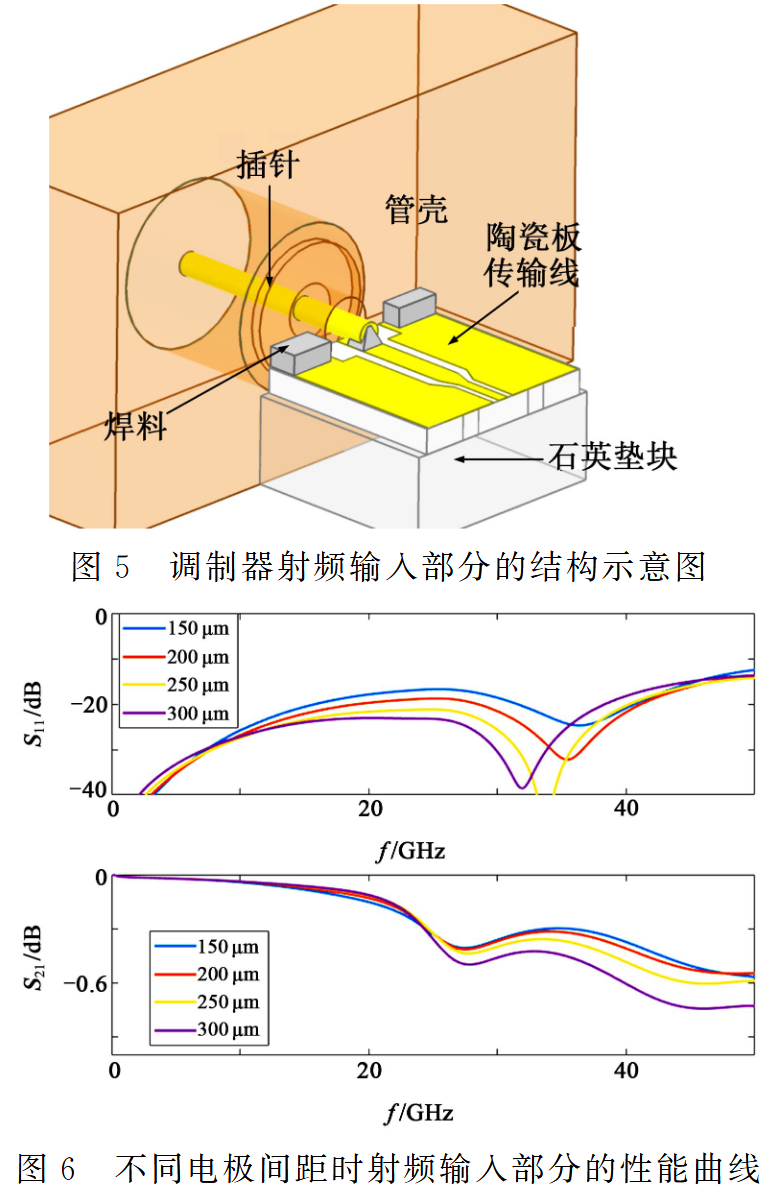 插针
管壳
陶瓷板
传输线
焊料
石英垫块
图 5 调制器射频输入部分的结构示意图
0
150 μm
200 μm
250 μm
300 μm
−20
S11/dB
−40
0
20
40
f/GHz
0
150 μm
200 μm
250 μm
300 μm
S21/dB
−0.6
0
20
40
f/GHz
图 6 不同电极间距时射频输入部分的性能曲线